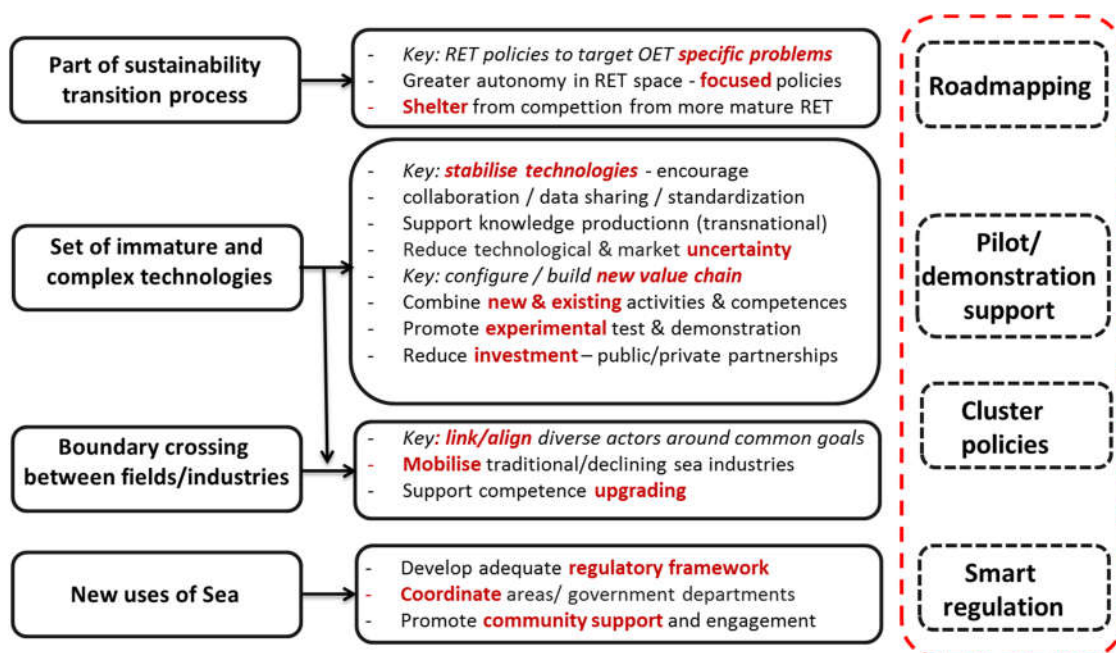 Part of sustainability
transition process
- Key: RET policies to target OET specific problems
- Greater autonomy in RET space - focused policies
- Shelter from compettion from more mature RET
Roadmapping
Set of immature and
complex technologies
- Key: stabilise technologies - encourage
- collaboration / data sharing / standardization
- Support knowledge productionn (transnational)
- Reduce technological & market uncertainty
- Key: configure / build new value chain
- Combine new & existing activities & competences
- Promote experimental test & demonstration
- Reduce investment – public/private partnerships
Pilot/
demonstration
support
Boundary crossing
between fields/industries
- Key: link/align diverse actors around common goals
- Mobilise traditional/declining sea industries
- Support competence upgrading
Cluster
policies
New uses of Sea
- Develop adequate regulatory framework
- Coordinate areas/ government departments
- Promote community support and engagement
Smart
regulation